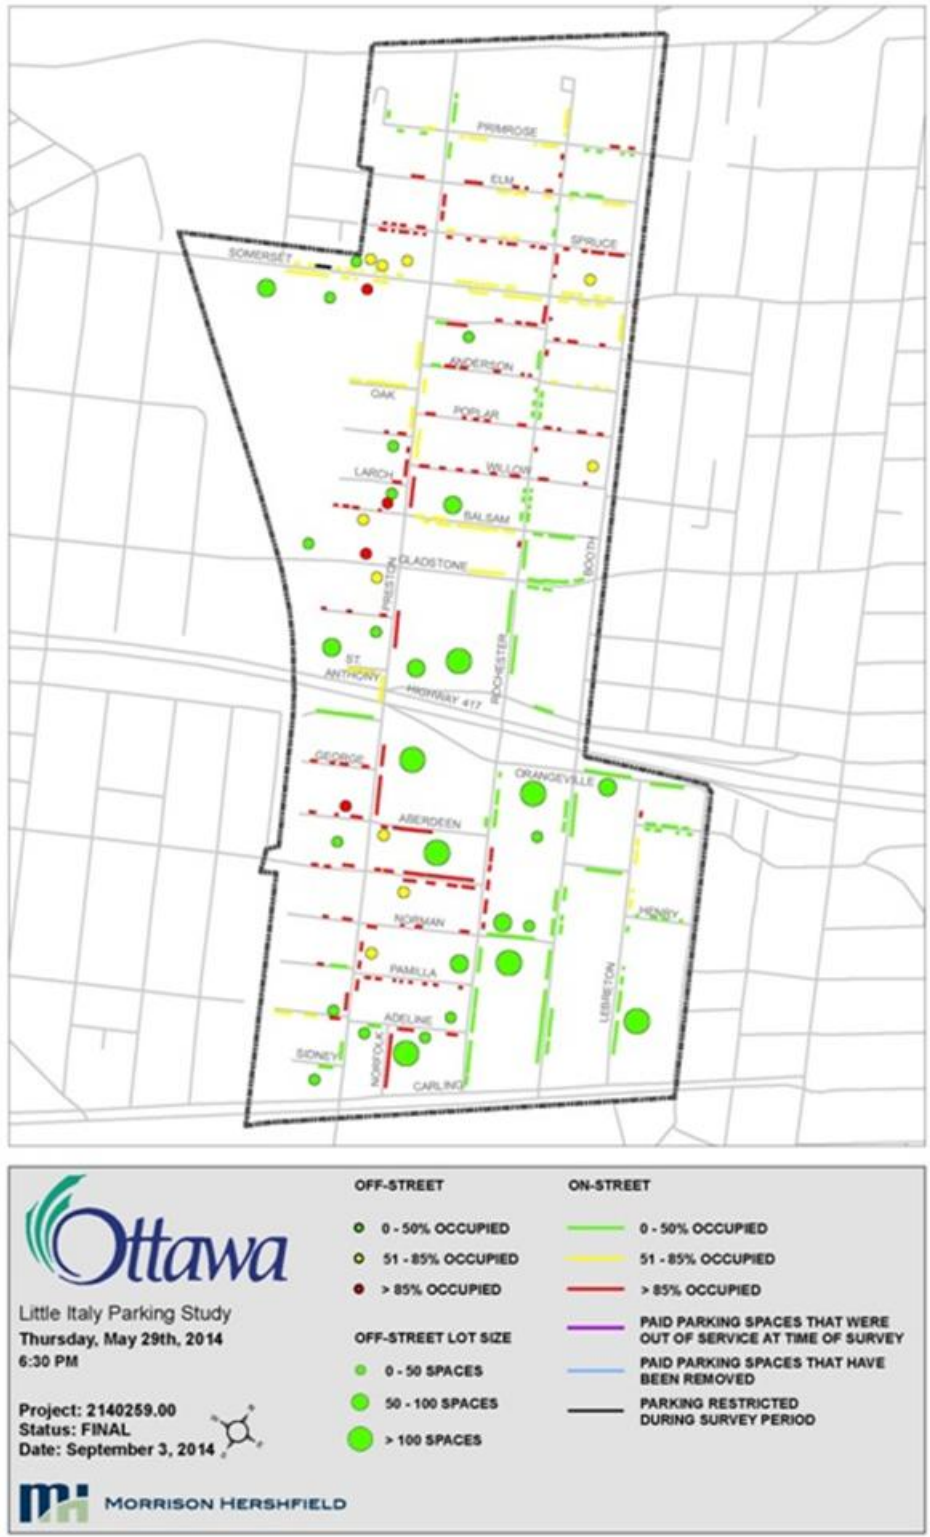 PRIMROSE
ELM
SPRUCE
SOMERSET
ANDERSON
OAK
POPLAR
WILLOW
LARCH
BALSAM
GLADSTONE
BOOTH
PRESTON
ROCHESTER
ST.
ANTHONY
HIGHWAY 417
GEORGE
ORANGEVILLE
ABERDEEN
NORMAN
HENRY
PAMILLA
LEBRETON
ADELINE
SIDNEY
NORFOLK
CARLING
Ottawa
Little Italy Parking Study
Thursday, May 29th, 2014
6:30 PM
Project: 2140259.00
Status: FINAL
Date: September 3, 2014
MORRISON HERSHFIELD
OFF-STREET
0 - 50% OCCUPIED
51 - 85% OCCUPIED
> 85% OCCUPIED
OFF-STREET LOT SIZE
0 - 50 SPACES
50 - 100 SPACES
> 100 SPACES
ON-STREET
0 - 50% OCCUPIED
51 - 85% OCCUPIED
> 85% OCCUPIED
PAID PARKING SPACES THAT WERE
OUT OF SERVICE AT TIME OF SURVEY
PAID PARKING SPACES THAT HAVE
BEEN REMOVED
PARKING RESTRICTED
DURING SURVEY PERIOD